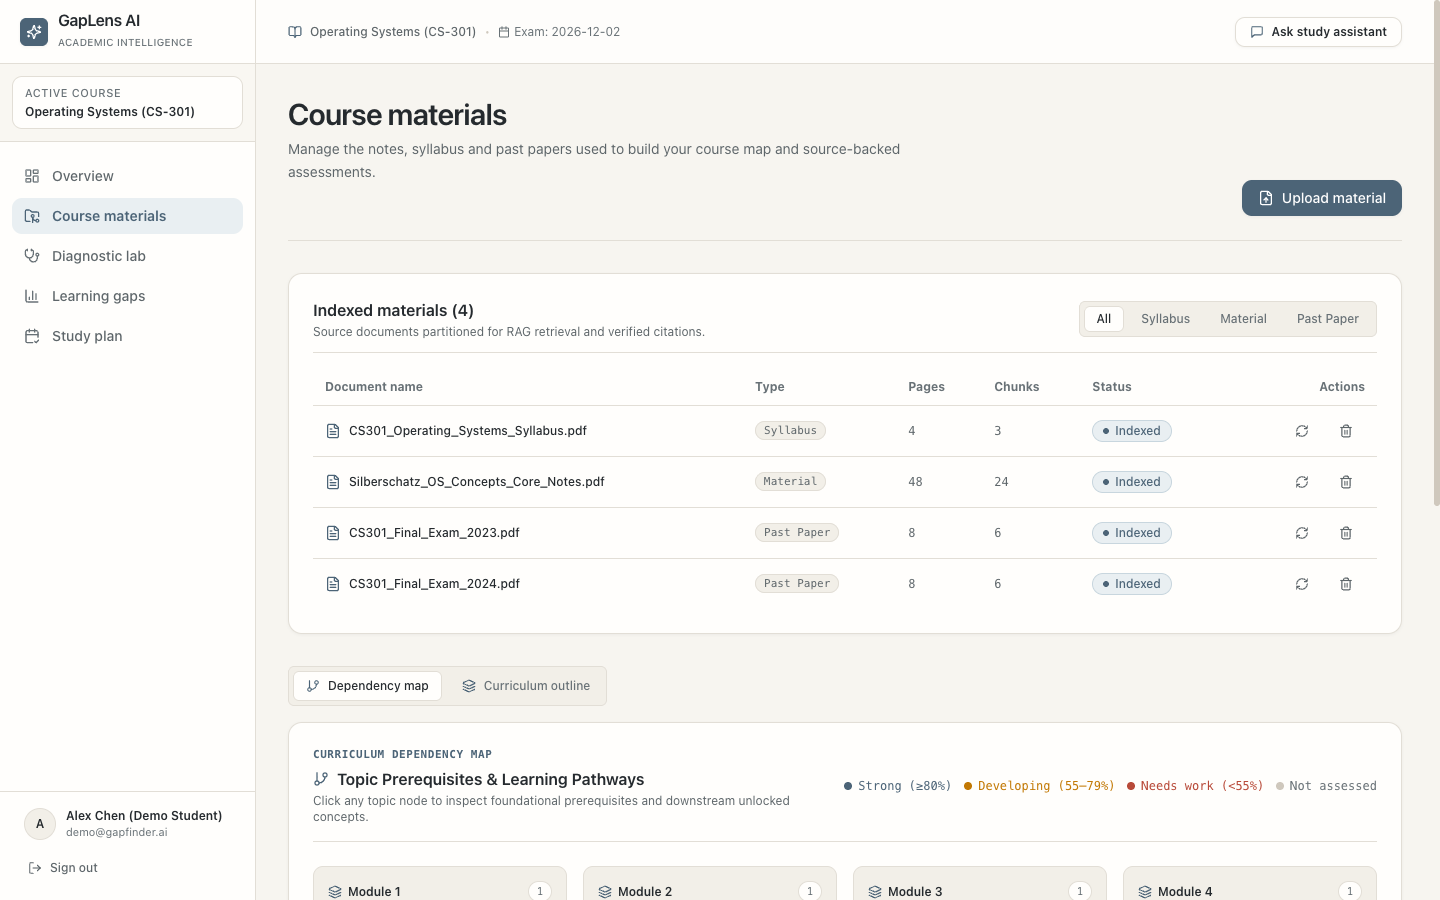 GapLens AI
ACADEMIC INTELLIGENCE
ACTIVE COURSE
Operating Systems (CS-301)
Overview
Course materials
Diagnostic lab
Learning gaps
Study plan
A
Alex Chen (Demo Student)
demo@gapfinder.ai
Sign out
Operating Systems (CS-301) • Exam: 2026-12-02
Ask study assistant
Course materials
Manage the notes, syllabus and past papers used to build your course map and source-backed
assessments.
Upload material
Indexed materials (4)
Source documents partitioned for RAG retrieval and verified citations.
All Syllabus Material Past Paper
Document name Type Pages Chunks Status Actions
CS301_Operating_Systems_Syllabus.pdf Syllabus 4 3 Indexed
Silberschatz_OS_Concepts_Core_Notes.pdf Material 48 24 Indexed
CS301_Final_Exam_2023.pdf Past Paper 8 6 Indexed
CS301_Final_Exam_2024.pdf Past Paper 8 6 Indexed
Dependency map Curriculum outline
CURRICULUM DEPENDENCY MAP
Topic Prerequisites & Learning Pathways
Click any topic node to inspect foundational prerequisites and downstream unlocked
concepts.
Strong (≥80%) Developing (55–79%) Needs work (<55%) Not assessed
Module 1 1 Module 2 1 Module 3 1 Module 4 1